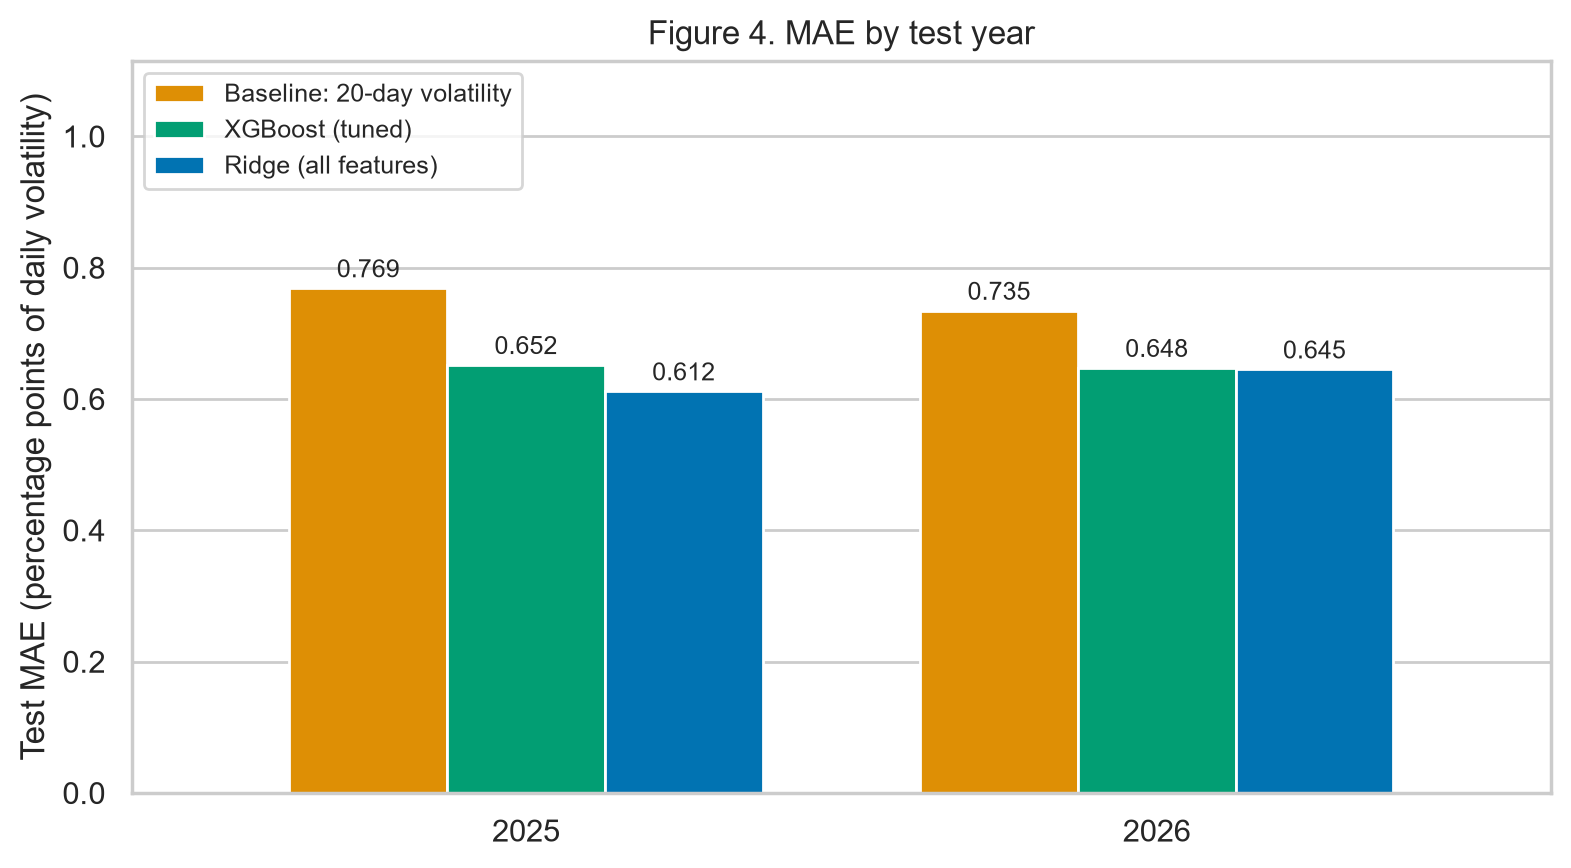 Figure 4. MAE by test year
Test MAE (percentage points of daily volatility)
Baseline: 20-day volatility
XGBoost (tuned)
Ridge (all features)
1.0
0.8
0.6
0.4
0.2
0.0
0.769
0.652
0.612
0.735
0.648
0.645
2025
2026